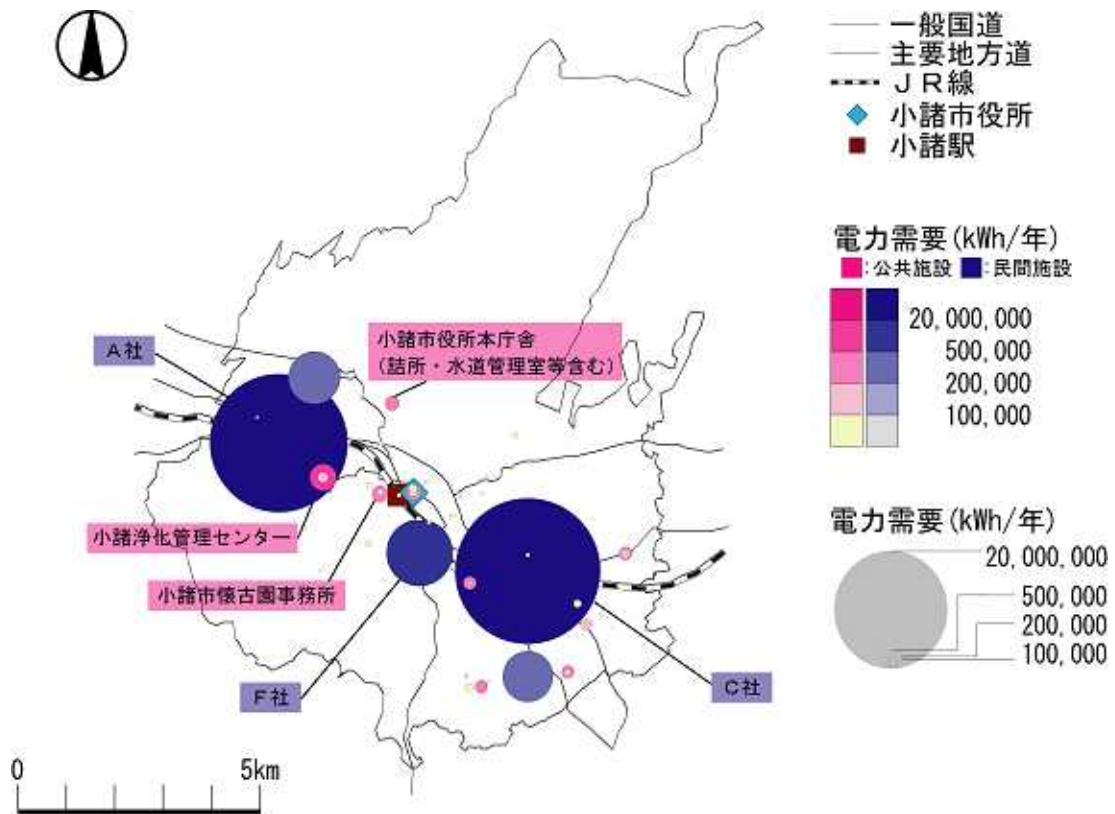 一般国道
主要地方道
ＪＲ線
小諸市役所
小諸駅
電力需要(kWh/年)
:公共施設 :民間施設
20,000,000
500,000
200,000
100,000
電力需要(kWh/年)
20,000,000
500,000
200,000
100,000
小諸市役所本庁舎
(詰所・水道管理室等含む)
Ａ社
小諸浄化管理センター
小諸市懐古園事務所
Ｆ社
Ｃ社
0 5km